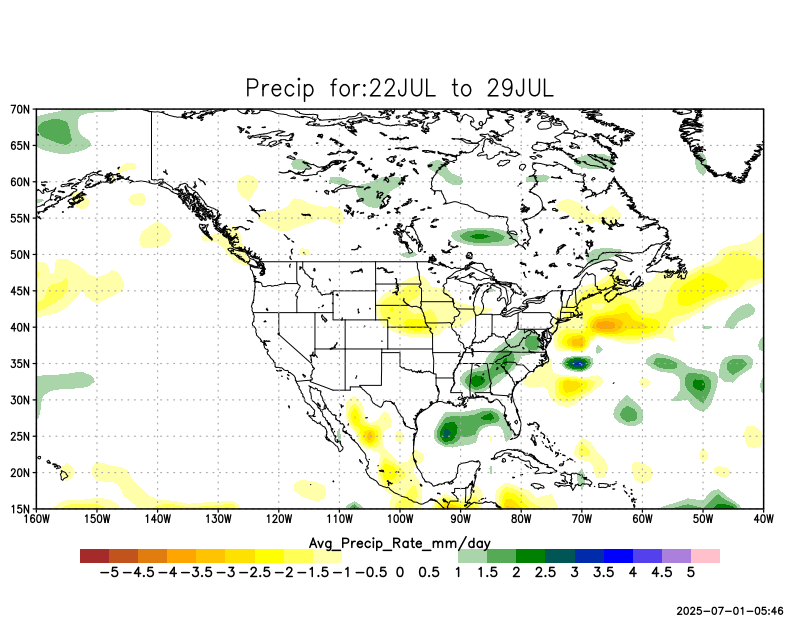 Precip for:22JUL to 29JUL
70N
65N
60N
55N
50N
45N
40N
35N
30N
25N
20N
15N
160W 150W 140W 130W 120W 110W 100W 90W 80W 70W 60W 50W 40W
Avg_Precip_Rate_mm/day
-5 -4.5 -4 -3.5 -3 -2.5 -2 -1.5 -1 -0.5 0 0.5 1 1.5 2 2.5 3 3.5 4 4.5 5
2025-07-01-05:46